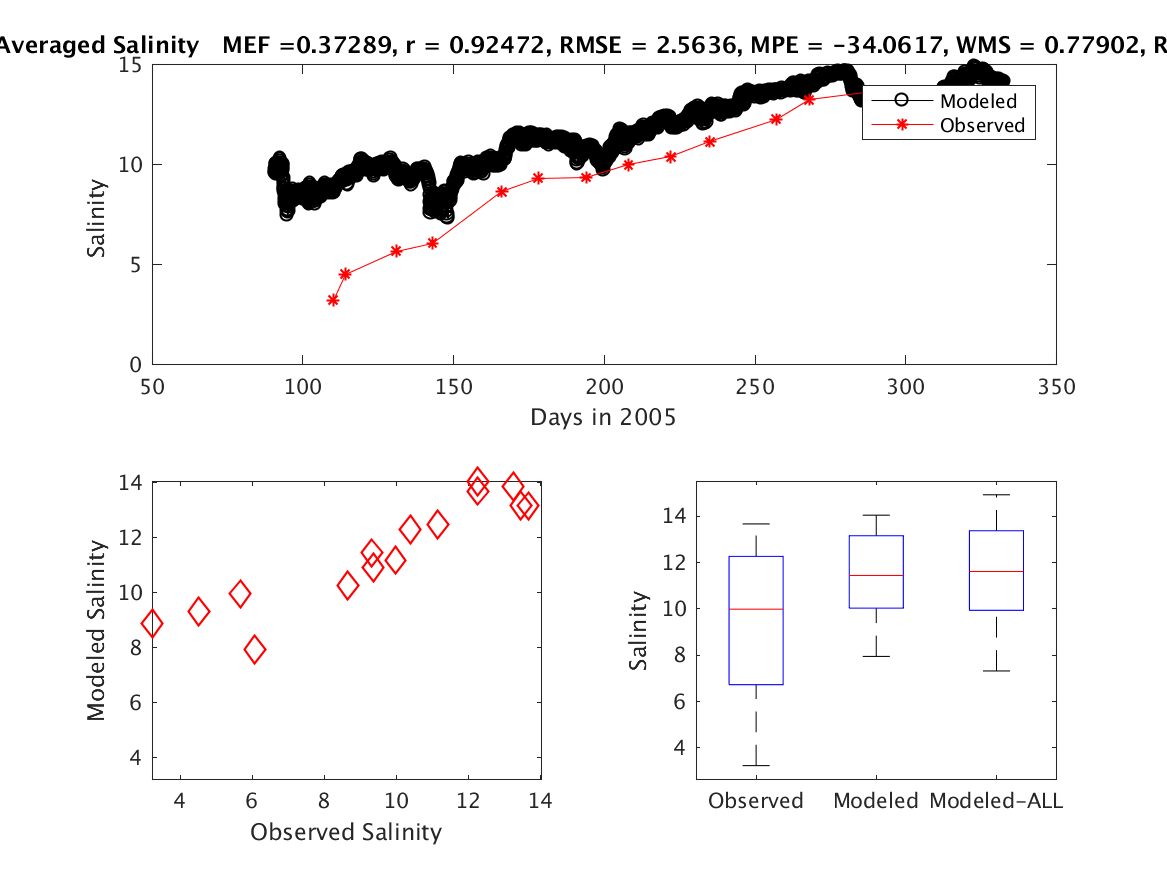 Averaged Salinity MEF =0.37289, r = 0.92472, RMSE = 2.5636, MPE = -34.0617, WMS = 0.77902, R
15
10
5
0
Salinity
Modeled
Observed
50 100 150 200 250 300 350
Days in 2005
14
12
10
8
6
4
Modeled Salinity
4 6 8 10 12 14
Observed Salinity
14
12
10
8
6
4
Salinity
Observed Modeled Modeled-ALL